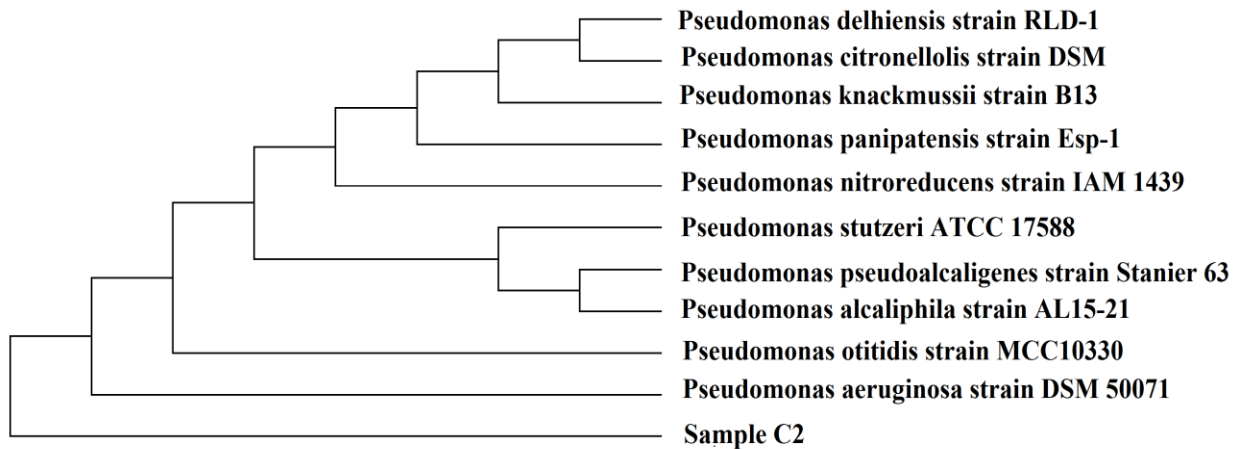 Pseudomonas delhiensis strain RLD-1
Pseudomonas citronellolis strain DSM
Pseudomonas knackmussii strain B13
Pseudomonas panipatensis strain Esp-1
Pseudomonas nitroreducens strain IAM 1439
Pseudomonas stutzeri ATCC 17588
Pseudomonas pseudoalcaligenes strain Stanier 63
Pseudomonas alcaliphila strain AL15-21
Pseudomonas otitidis strain MCC10330
Pseudomonas aeruginosa strain DSM 50071
Sample C2